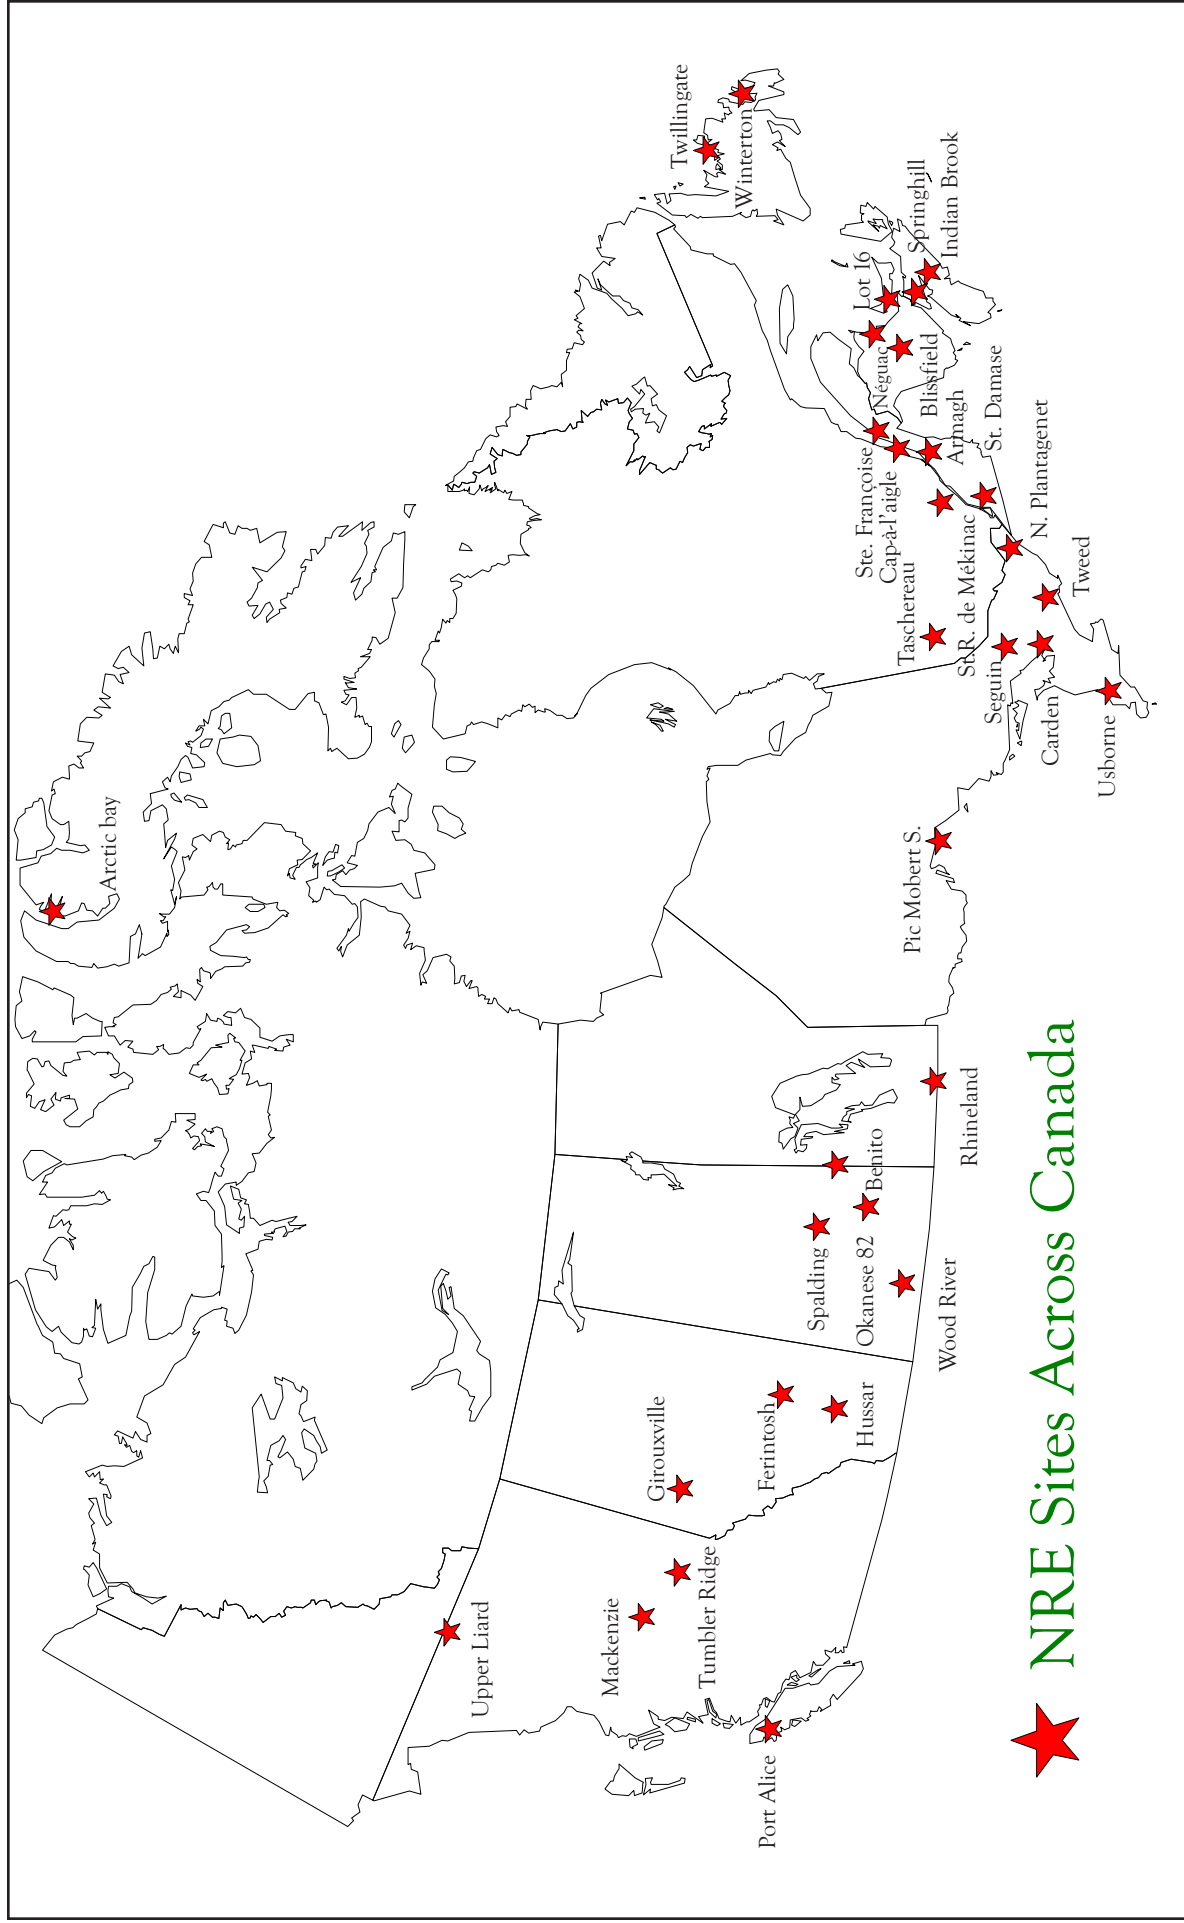 Arctic bay
Upper Liard
Mackenzie
Tumbler Ridge
Port Alice
Girouxville
Ferintosh
Hussar
Spalding
Okanese 82
Wood River
Benito
Rhineland
Pic Mobert S.
Usborne
Carden
Seguin
Tweed
N. Plantagenet
Taschereau
St.R. de Mékinac
St. Damase
Armagh
Cap-à-l'aigle
Ste. Françoise
Blissfield
Néguac
Lot 16
Springhill
Indian Brook
Twillingate
Winterton
NRE Sites Across Canada